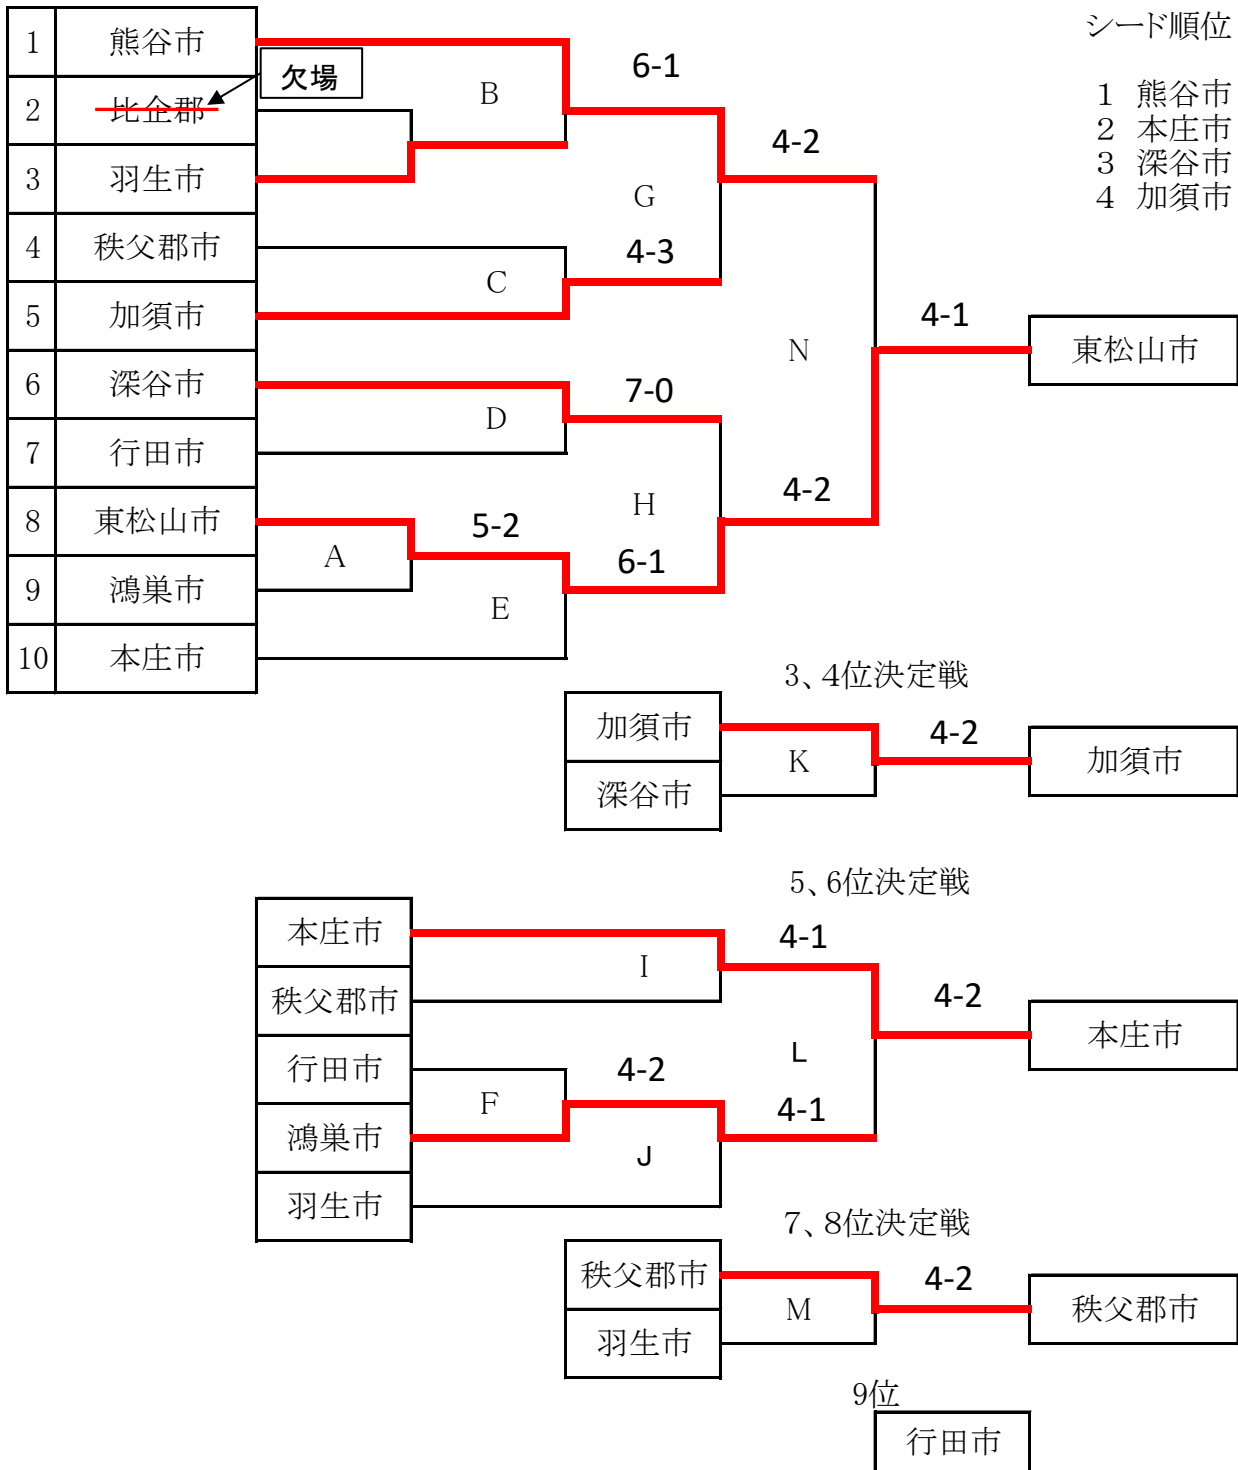 シード順位
1 熊谷市
2 本庄市
3 深谷市
4 加須市
1 熊谷市
欠場
2 比企郡
3 羽生市
4 秩父郡市
5 加須市
6 深谷市
7 行田市
8 東松山市
9 鴻巣市
10 本庄市
B
6-1
4-2
G
4-3
C
N
4-1
東松山市
7-0
D
H
4-2
5-2
A
6-1
E
3、4位決定戦
加須市
深谷市
K
4-2
加須市
5、6位決定戦
本庄市
秩父郡市
行田市
鴻巣市
羽生市
I
4-1
4-2
本庄市
L
F
4-2
4-1
J
7、8位決定戦
秩父郡市
羽生市
M
4-2
秩父郡市
9位
行田市